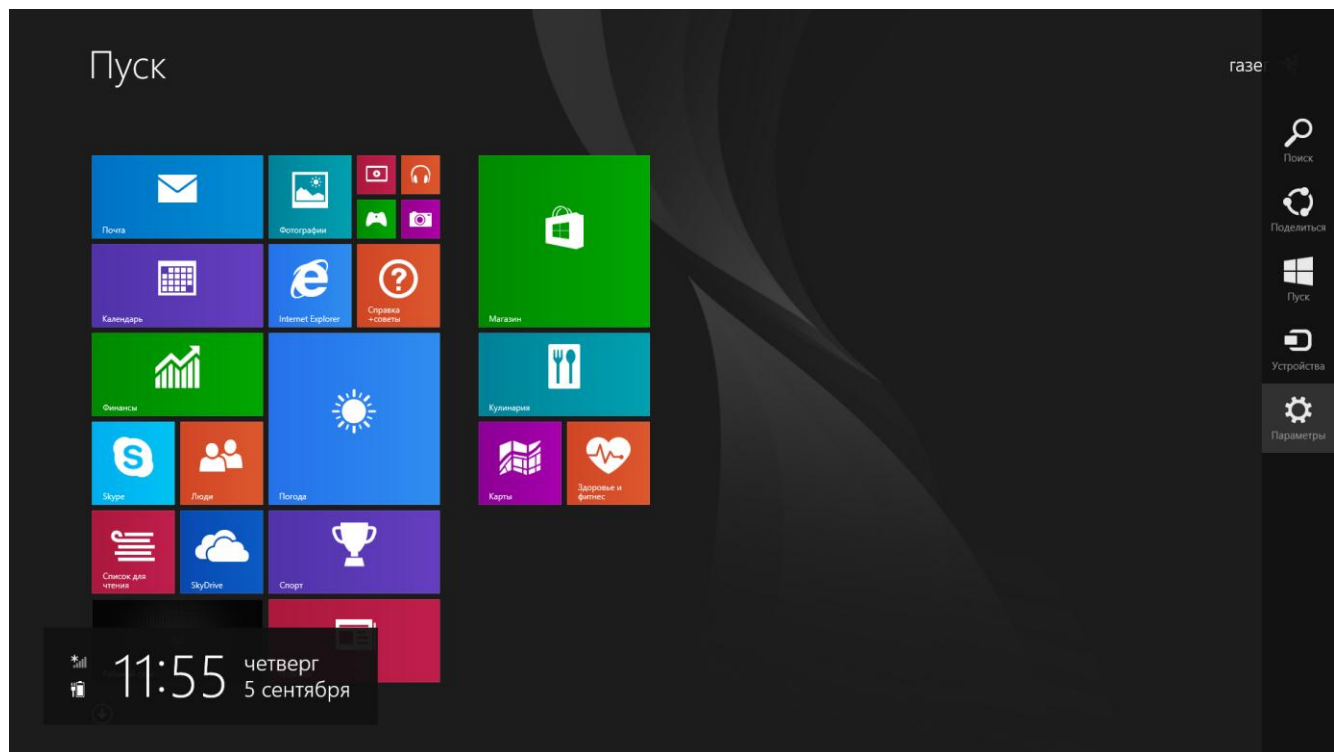 Пуск
газе
Поиск
Поделиться
Пуск
Устройства
Параметры
Почта
Фотографии
Календарь
Internet Explorer
Справка
+советы
Магазин
Финансы
Погода
Кулинария
Skype
Люди
Карты
Здоровье и
фитнес
Список для
чтения
SkyDrive
Спорт
11:55
четверг
5 сентября